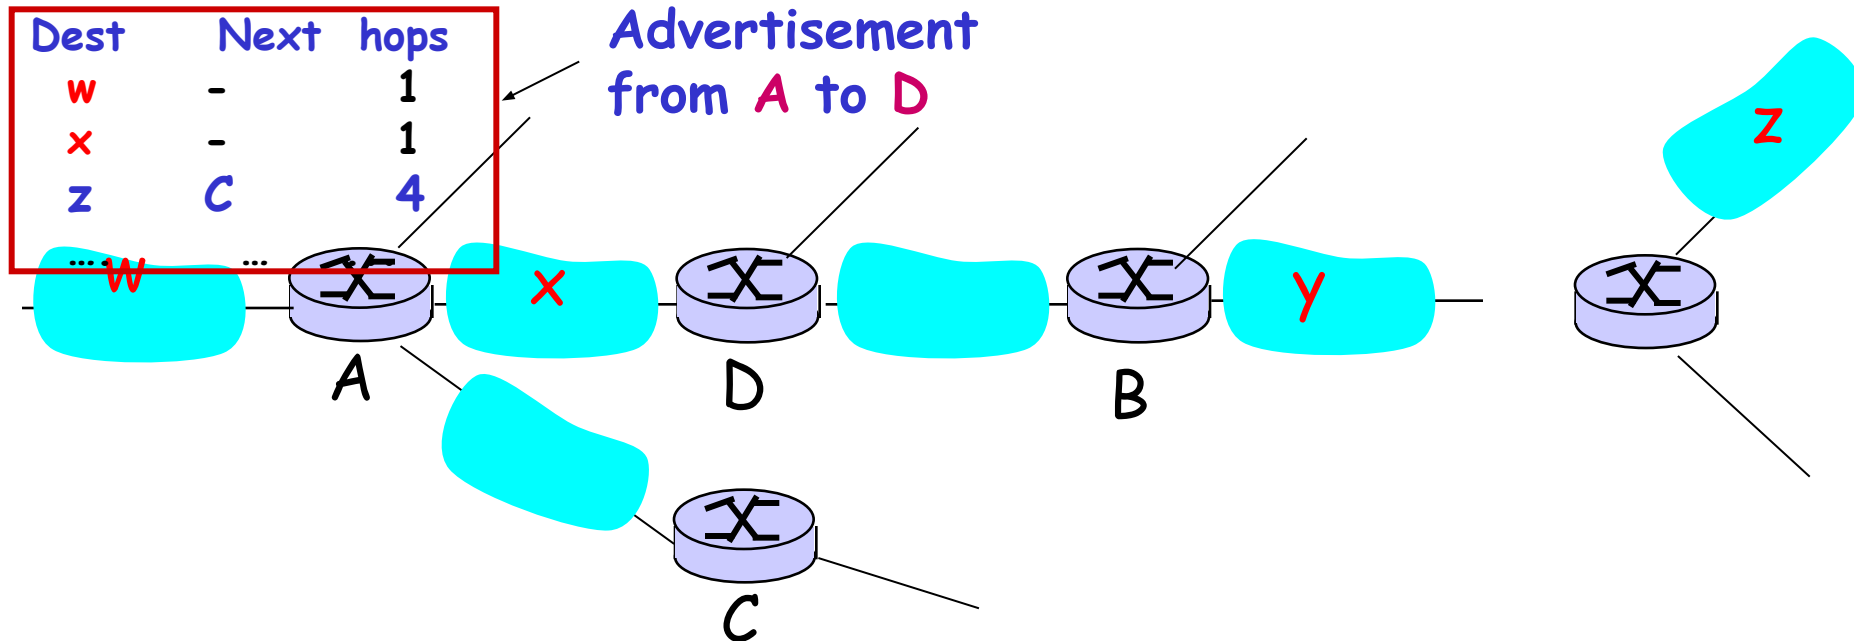 Dest Next hops
w - 1
x - 1
z C 4
.... ... ...
Advertisement
from A to D
z
w
x
y
A
D
B
C